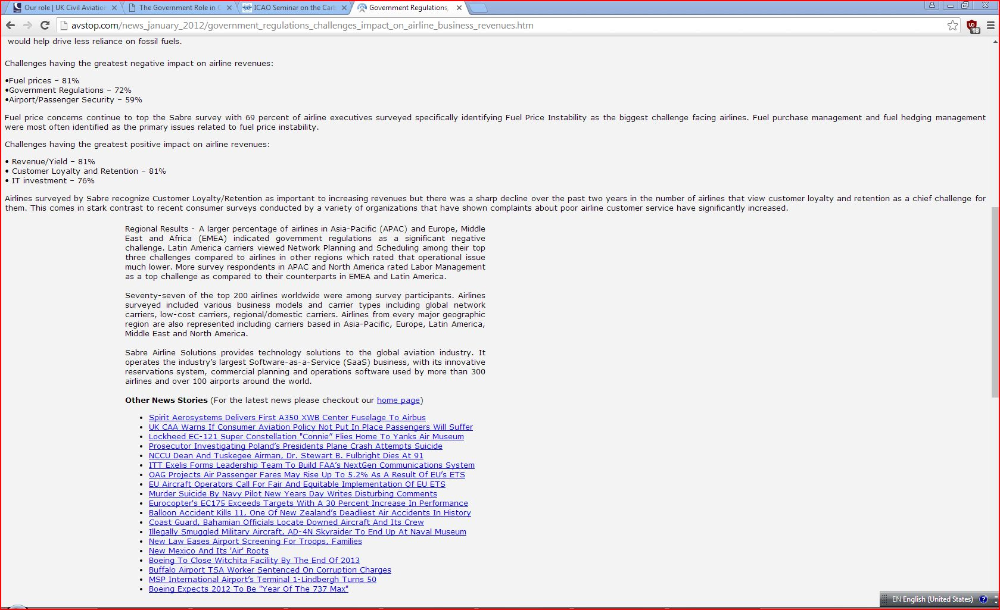 Our role | UK Civil Aviation
The Government Role in C
ICAO Seminar on the Carb
Government Regulations,
avstop.com/news_january_2012/government_regulations_challenges_impact_on_airline_business_revenues.htm
18
would help drive less reliance on fossil fuels.
Challenges having the greatest negative impact on airline revenues:
•Fuel prices – 81%
•Government Regulations – 72%
•Airport/Passenger Security – 59%
Fuel price concerns continue to top the Sabre survey with 69 percent of airline executives surveyed specifically identifying Fuel Price Instability as the biggest challenge facing airlines. Fuel purchase management and fuel hedging management
were most often identified as the primary issues related to fuel price instability.
Challenges having the greatest positive impact on airline revenues:
• Revenue/Yield – 81%
• Customer Loyalty and Retention – 81%
• IT investment – 76%
Airlines surveyed by Sabre recognize Customer Loyalty/Retention as important to increasing revenues but there was a sharp decline over the past two years in the number of airlines that view customer loyalty and retention as a chief challenge for
them. This comes in stark contrast to recent consumer surveys conducted by a variety of organizations that have shown complaints about poor airline customer service have significantly increased.
Regional Results - A larger percentage of airlines in Asia-Pacific (APAC) and Europe, Middle
East and Africa (EMEA) indicated government regulations as a significant negative
challenge. Latin America carriers viewed Network Planning and Scheduling among their top
three challenges compared to airlines in other regions which rated that operational issue
much lower. More survey respondents in APAC and North America rated Labor Management
as a top challenge as compared to their counterparts in EMEA and Latin America.
Seventy-seven of the top 200 airlines worldwide were among survey participants. Airlines
surveyed included various business models and carrier types including global network
carriers, low-cost carriers, regional/domestic carriers. Airlines from every major geographic
region are also represented including carriers based in Asia-Pacific, Europe, Latin America,
Middle East and North America.
Sabre Airline Solutions provides technology solutions to the global aviation industry. It
operates the industry’s largest Software-as-a-Service (SaaS) business, with its innovative
reservations system, commercial planning and operations software used by more than 300
airlines and over 100 airports around the world.
Other News Stories (For the latest news please checkout our home page)
• Spirit Aerosystems Delivers First A350 XWB Center Fuselage To Airbus
• UK CAA Warns If Consumer Aviation Policy Not Put In Place Passengers Will Suffer
• Lockheed EC-121 Super Constellation "Connie” Flies Home To Yanks Air Museum
• Prosecutor Investigating Poland’s Presidents Plane Crash Attempts Suicide
• NCCU Dean And Tuskegee Airman, Dr. Stewart B. Fulbright Dies At 91
• ITT Exelis Forms Leadership Team To Build FAA’s NextGen Communications System
• OAG Projects Air Passenger Fares May Rise Up To 5.2% As A Result Of EU’s ETS
• EU Aircraft Operators Call For Fair And Equitable Implementation Of EU ETS
• Murder Suicide By Navy Pilot New Years Day Writes Disturbing Comments
• Eurocopter's EC175 Exceeds Targets With A 30 Percent Increase In Performance
• Balloon Accident Kills 11, One Of New Zealand’s Deadliest Air Accidents In History
• Coast Guard, Bahamian Officials Locate Downed Aircraft And Its Crew
• Illegally Smuggled Military Aircraft, AD-4N Skyraider To End Up At Naval Museum
• New Law Eases Airport Screening For Troops, Families
• New Mexico And Its 'Air' Roots
• Boeing To Close Witchita Facility By The End Of 2013
• Buffalo Airport TSA Worker Sentenced On Corruption Charges
• MSP International Airport’s Terminal 1-Lindbergh Turns 50
• Boeing Expects 2012 To Be "Year Of The 737 Max"
EN English (United States)